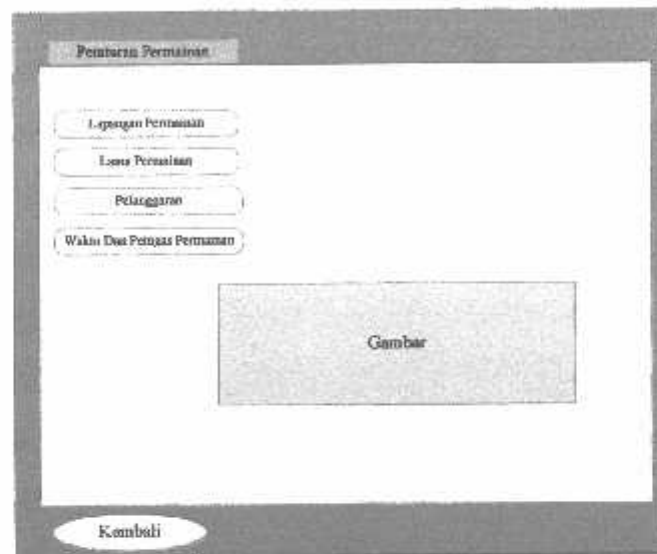 Peraturan Permainan
Lapangan Permainan
Lama Permainan
Pelanggaran
Waktu Dan Petugas Permainan
Gambar
Kembali